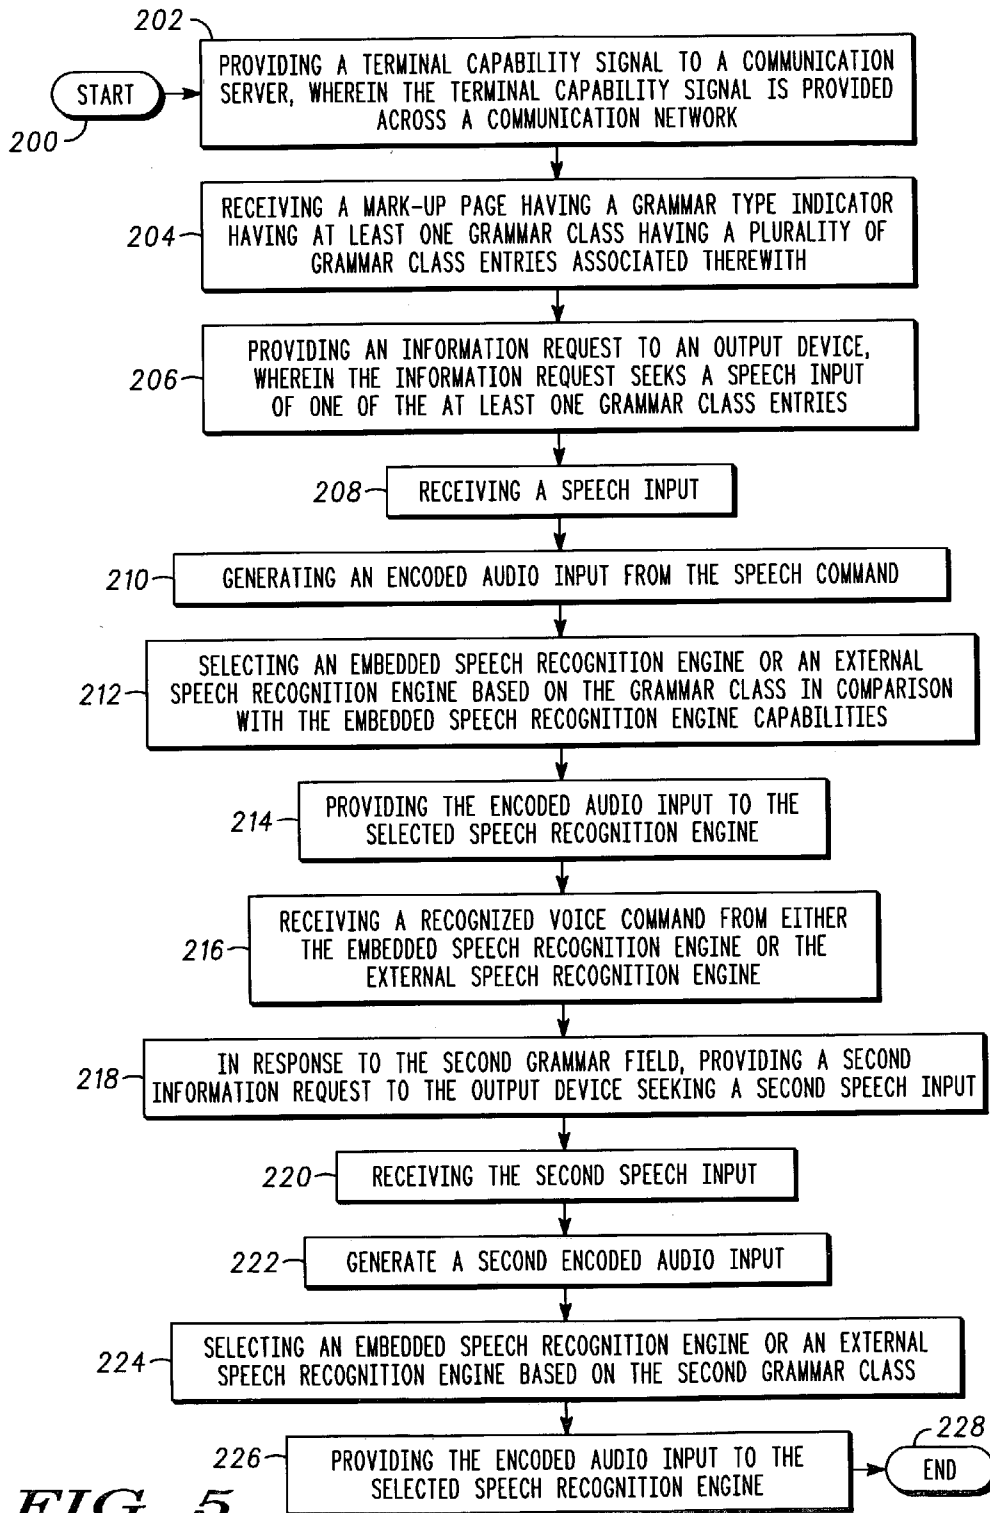 202
START
200
PROVIDING A TERMINAL CAPABILITY SIGNAL TO A COMMUNICATION
SERVER, WHEREIN THE TERMINAL CAPABILITY SIGNAL IS PROVIDED
ACROSS A COMMUNICATION NETWORK
204
RECEIVING A MARK-UP PAGE HAVING A GRAMMAR TYPE INDICATOR
HAVING AT LEAST ONE GRAMMAR CLASS HAVING A PLURALITY OF
GRAMMAR CLASS ENTRIES ASSOCIATED THEREWITH
206
PROVIDING AN INFORMATION REQUEST TO AN OUTPUT DEVICE,
WHEREIN THE INFORMATION REQUEST SEEKS A SPEECH INPUT
OF ONE OF THE AT LEAST ONE GRAMMAR CLASS ENTRIES
208
RECEIVING A SPEECH INPUT
210
GENERATING AN ENCODED AUDIO INPUT FROM THE SPEECH COMMAND
212
SELECTING AN EMBEDDED SPEECH RECOGNITION ENGINE OR AN EXTERNAL
SPEECH RECOGNITION ENGINE BASED ON THE GRAMMAR CLASS IN COMPARISON
WITH THE EMBEDDED SPEECH RECOGNITION ENGINE CAPABILITIES
214
PROVIDING THE ENCODED AUDIO INPUT TO THE
SELECTED SPEECH RECOGNITION ENGINE
216
RECEIVING A RECOGNIZED VOICE COMMAND FROM EITHER
THE EMBEDDED SPEECH RECOGNITION ENGINE OR THE
EXTERNAL SPEECH RECOGNITION ENGINE
218
IN RESPONSE TO THE SECOND GRAMMAR FIELD, PROVIDING A SECOND
INFORMATION REQUEST TO THE OUTPUT DEVICE SEEKING A SECOND SPEECH INPUT
220
RECEIVING THE SECOND SPEECH INPUT
222
GENERATE A SECOND ENCODED AUDIO INPUT
224
SELECTING AN EMBEDDED SPEECH RECOGNITION ENGINE OR AN EXTERNAL
SPEECH RECOGNITION ENGINE BASED ON THE SECOND GRAMMAR CLASS
226
PROVIDING THE ENCODED AUDIO INPUT TO THE
SELECTED SPEECH RECOGNITION ENGINE
228
END
FIG. 5